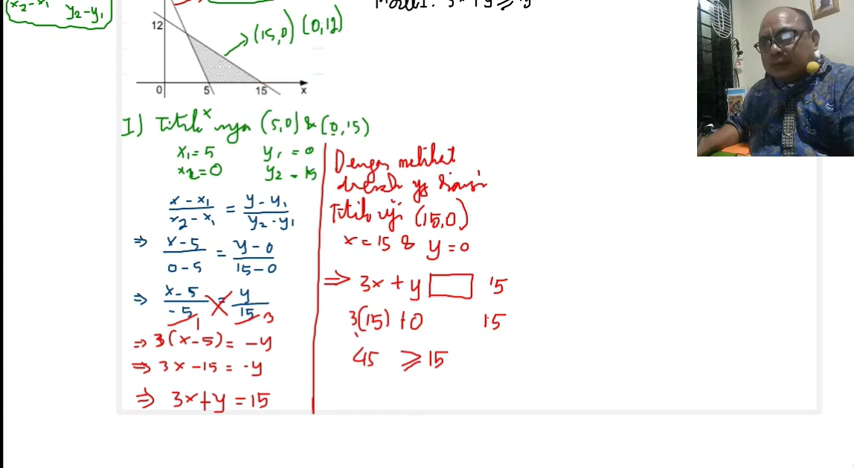 x₂-x₁ y₂-y₁
12
(15,0) (0,12)
0 5 15 x
I) Titik x nya (5,0) & (0,15)
x₁=5 y₁=0
x₂=0 y₂=15
x-x₁/x₂-x₁ = y-y₁/y₂-y₁
⇒ x-5/0-5 = y-0/15-0
⇒ x-5/-5 = y/15
1 3
⇒ 3(x-5) = -y
⇒ 3x-15 = -y
⇒ 3x+y = 15
Dengan melihat
daerah yg
Titik uji (15,0)
x=15 & y=0
⇒ 3x+y 15
3(15)+0 15
45 ≥ 15